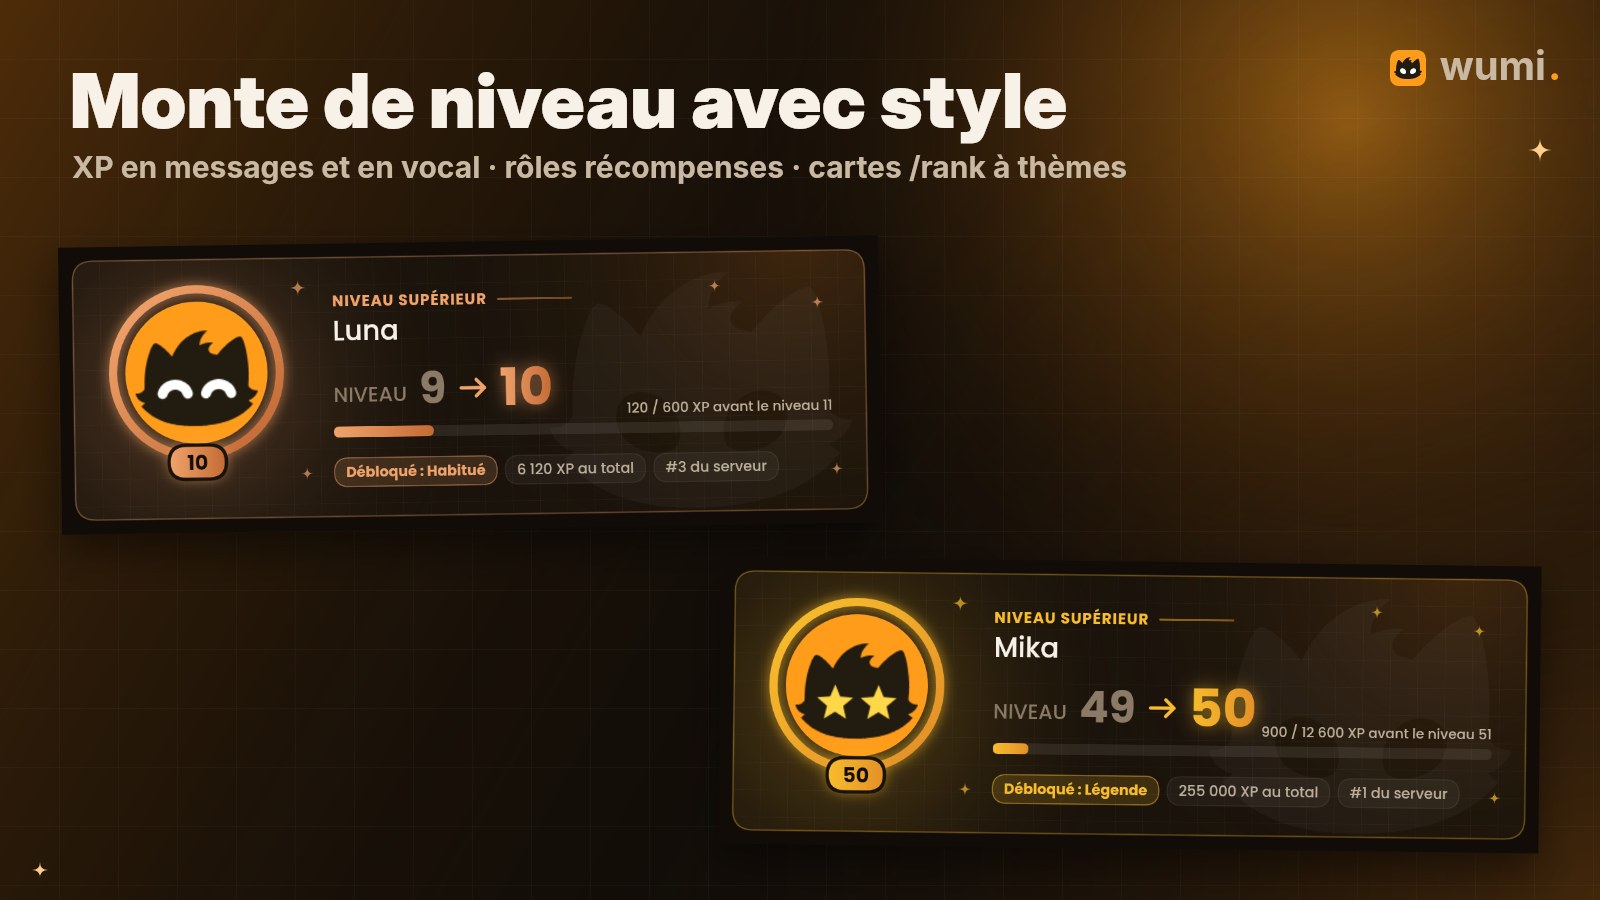 Monte de niveau avec style
wumi.
XP en messages et en vocal · rôles récompenses · cartes /rank à thèmes
NIVEAU SUPÉRIEUR
Luna
NIVEAU 9 → 10
120 / 600 XP avant le niveau 11
10
Débloqué : Habitué
6 120 XP au total
#3 du serveur
NIVEAU SUPÉRIEUR
Mika
NIVEAU 49 → 50
900 / 12 600 XP avant le niveau 51
50
Débloqué : Légende
255 000 XP au total
#1 du serveur